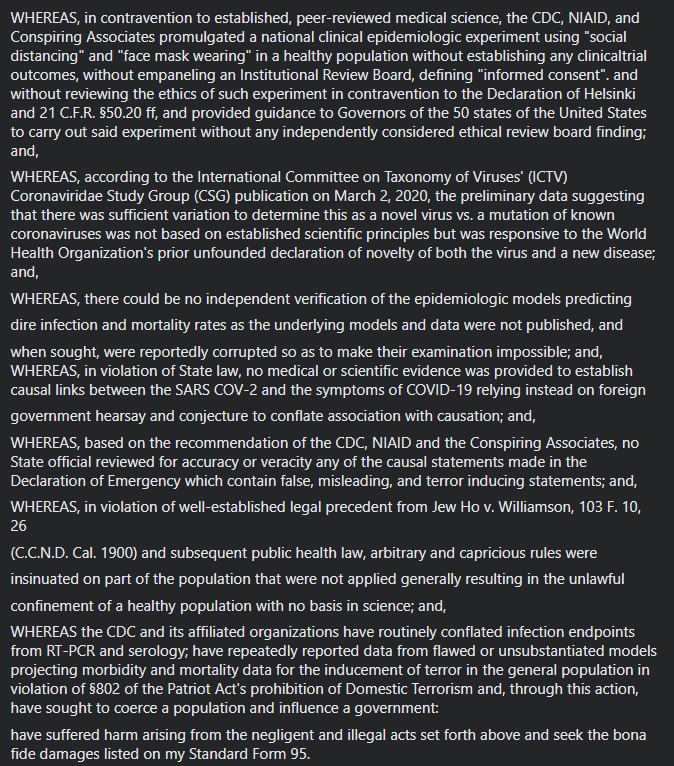 WHEREAS, in contravention to established, peer-reviewed medical science, the CDC, NIAID, and
Conspiring Associates promulgated a national clinical epidemiologic experiment using "social
distancing" and "face mask wearing" in a healthy population without establishing any clinicaltrial
outcomes, without empaneling an Institutional Review Board, defining "informed consent". and
without reviewing the ethics of such experiment in contravention to the Declaration of Helsinki
and 21 C.F.R. §50.20 ff, and provided guidance to Governors of the 50 states of the United States
to carry out said experiment without any independently considered ethical review board finding;
and,
WHEREAS, according to the International Committee on Taxonomy of Viruses' (ICTV)
Coronaviridae Study Group (CSG) publication on March 2, 2020, the preliminary data suggesting
that there was sufficient variation to determine this as a novel virus vs. a mutation of known
coronaviruses was not based on established scientific principles but was responsive to the World
Health Organization's prior unfounded declaration of novelty of both the virus and a new disease;
and,
WHEREAS, there could be no independent verification of the epidemiologic models predicting
dire infection and mortality rates as the underlying models and data were not published, and
when sought, were reportedly corrupted so as to make their examination impossible; and,
WHEREAS, in violation of State law, no medical or scientific evidence was provided to establish
causal links between the SARS COV-2 and the symptoms of COVID-19 relying instead on foreign
government hearsay and conjecture to conflate association with causation; and,
WHEREAS, based on the recommendation of the CDC, NIAID and the Conspiring Associates, no
State official reviewed for accuracy or veracity any of the causal statements made in the
Declaration of Emergency which contain false, misleading, and terror inducing statements; and,
WHEREAS, in violation of well-established legal precedent from Jew Ho v. Williamson, 103 F. 10,
26
(C.C.N.D. Cal. 1900) and subsequent public health law, arbitrary and capricious rules were
insinuated on part of the population that were not applied generally resulting in the unlawful
confinement of a healthy population with no basis in science; and,
WHEREAS the CDC and its affiliated organizations have routinely conflated infection endpoints
from RT-PCR and serology; have repeatedly reported data from flawed or unsubstantiated models
projecting morbidity and mortality data for the inducement of terror in the general population in
violation of §802 of the Patriot Act's prohibition of Domestic Terrorism and, through this action,
have sought to coerce a population and influence a government:
have suffered harm arising from the negligent and illegal acts set forth above and seek the bona
fide damages listed on my Standard Form 95.